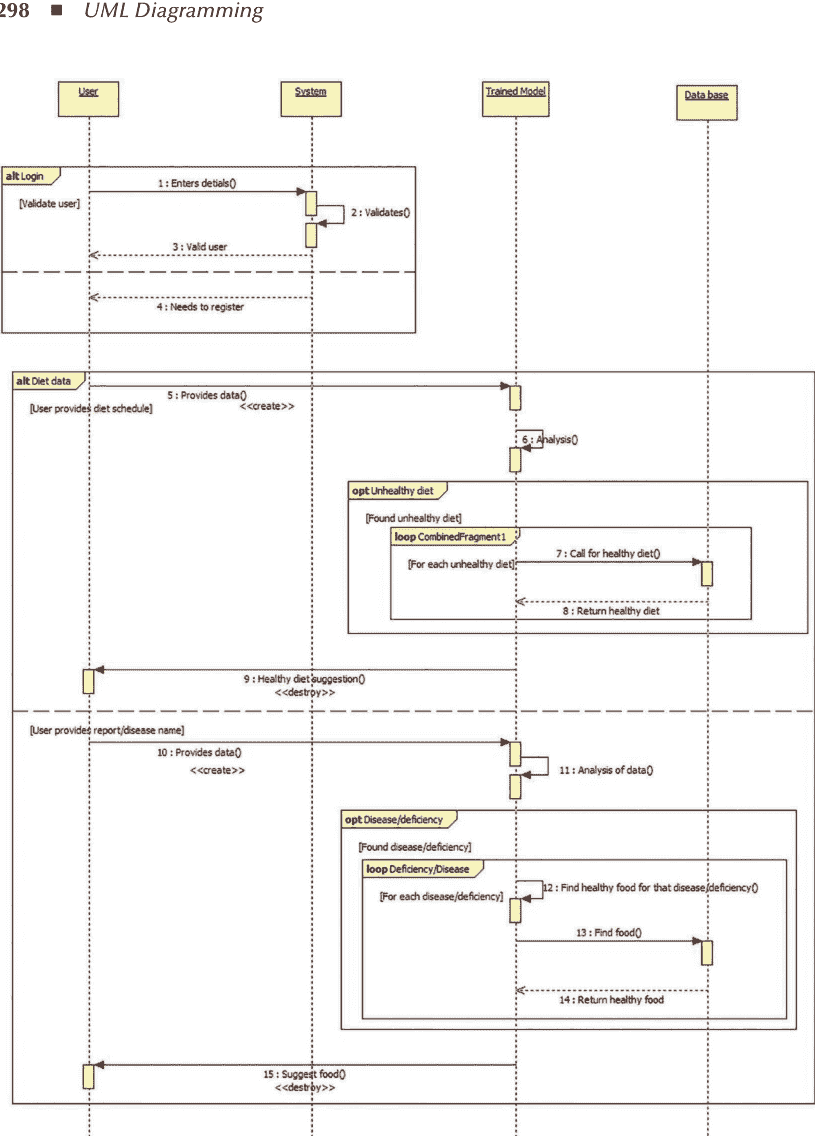 298 ■ UML Diagramming
User
System
Trained Model
Data base
alt Login
1 : Enters detials()
[Validate user]
2 : Validates()
3 : Valid user
4 : Needs to register
alt Diet data
5 : Provides data()
[User provides diet schedule]
<<create>>
6 : Analysis()
opt Unhealthy diet
[Found unhealthy diet]
loop CombinedFragment1
7 : Call for healthy diet()
[For each unhealthy diet]
8 : Return healthy diet
9 : Healthy diet suggestion()
<<destroy>>
[User provides report/disease name]
10 : Provides data()
<<create>>
11 : Analysis of data()
opt Disease/deficiency
[Found disease/deficiency]
loop Deficiency/Disease
12 : Find healthy food for that disease/deficiency()
[For each disease/deficiency]
13 : Find food()
14 : Return healthy food
15 : Suggest food()
<<destroy>>